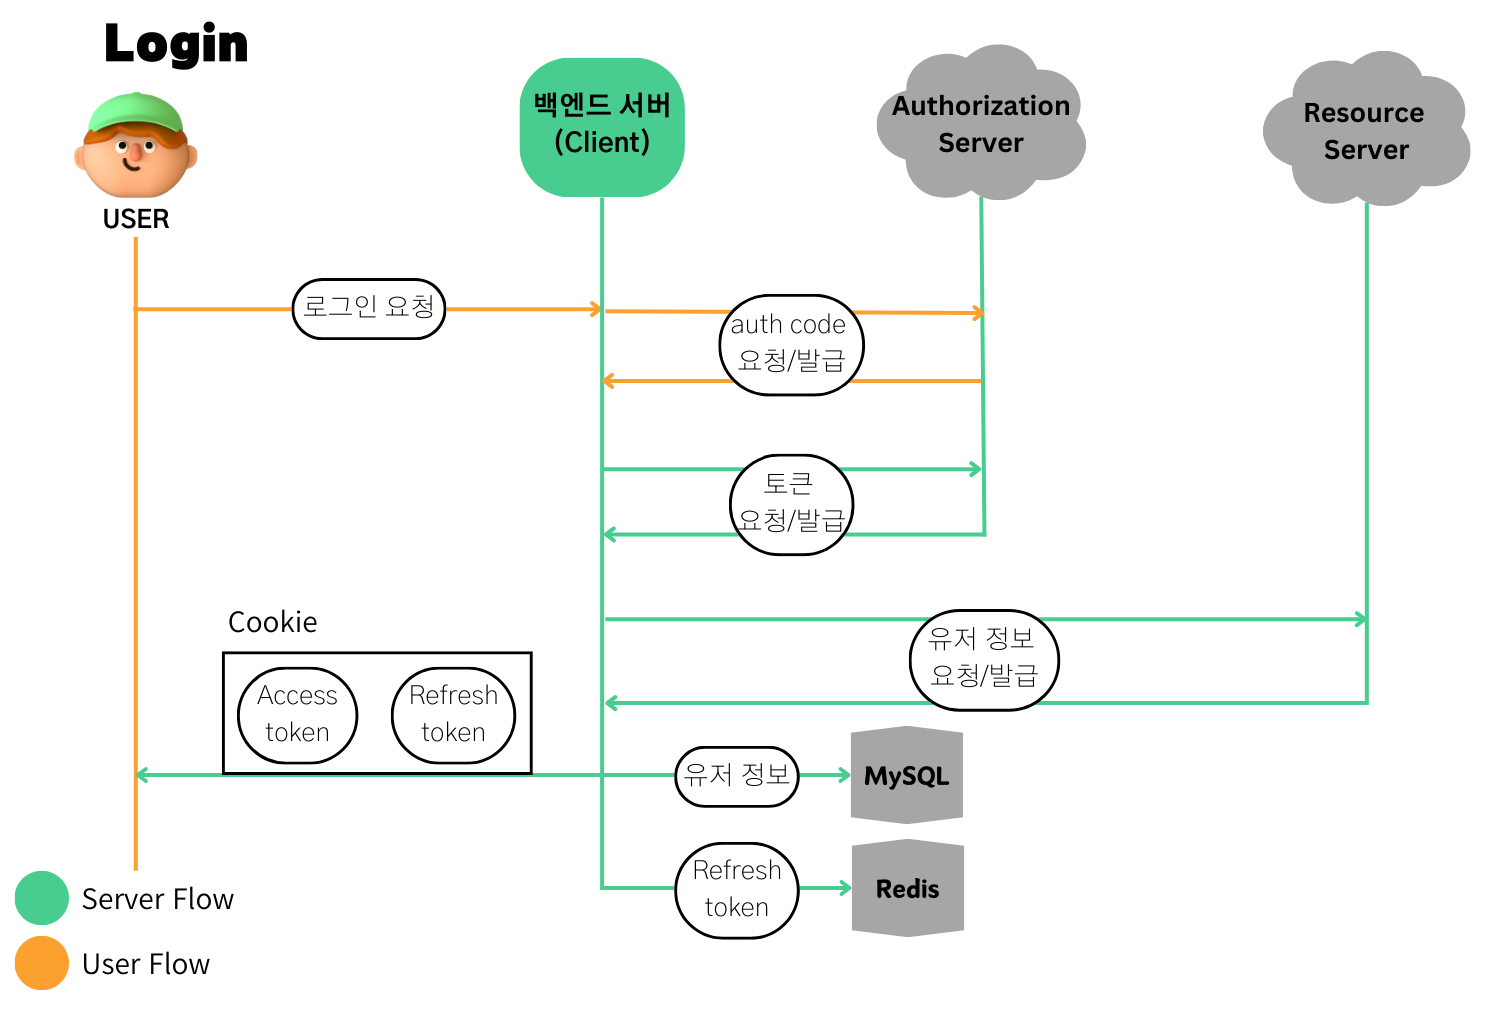 Login
USER
백엔드 서버
(Client)
Authorization
Server
Resource
Server
로그인 요청
auth code
요청/발급
토큰
요청/발급
유저 정보
요청/발급
Cookie
Access
token
Refresh
token
유저 정보
MySQL
Refresh
token
Redis
Server Flow
User Flow